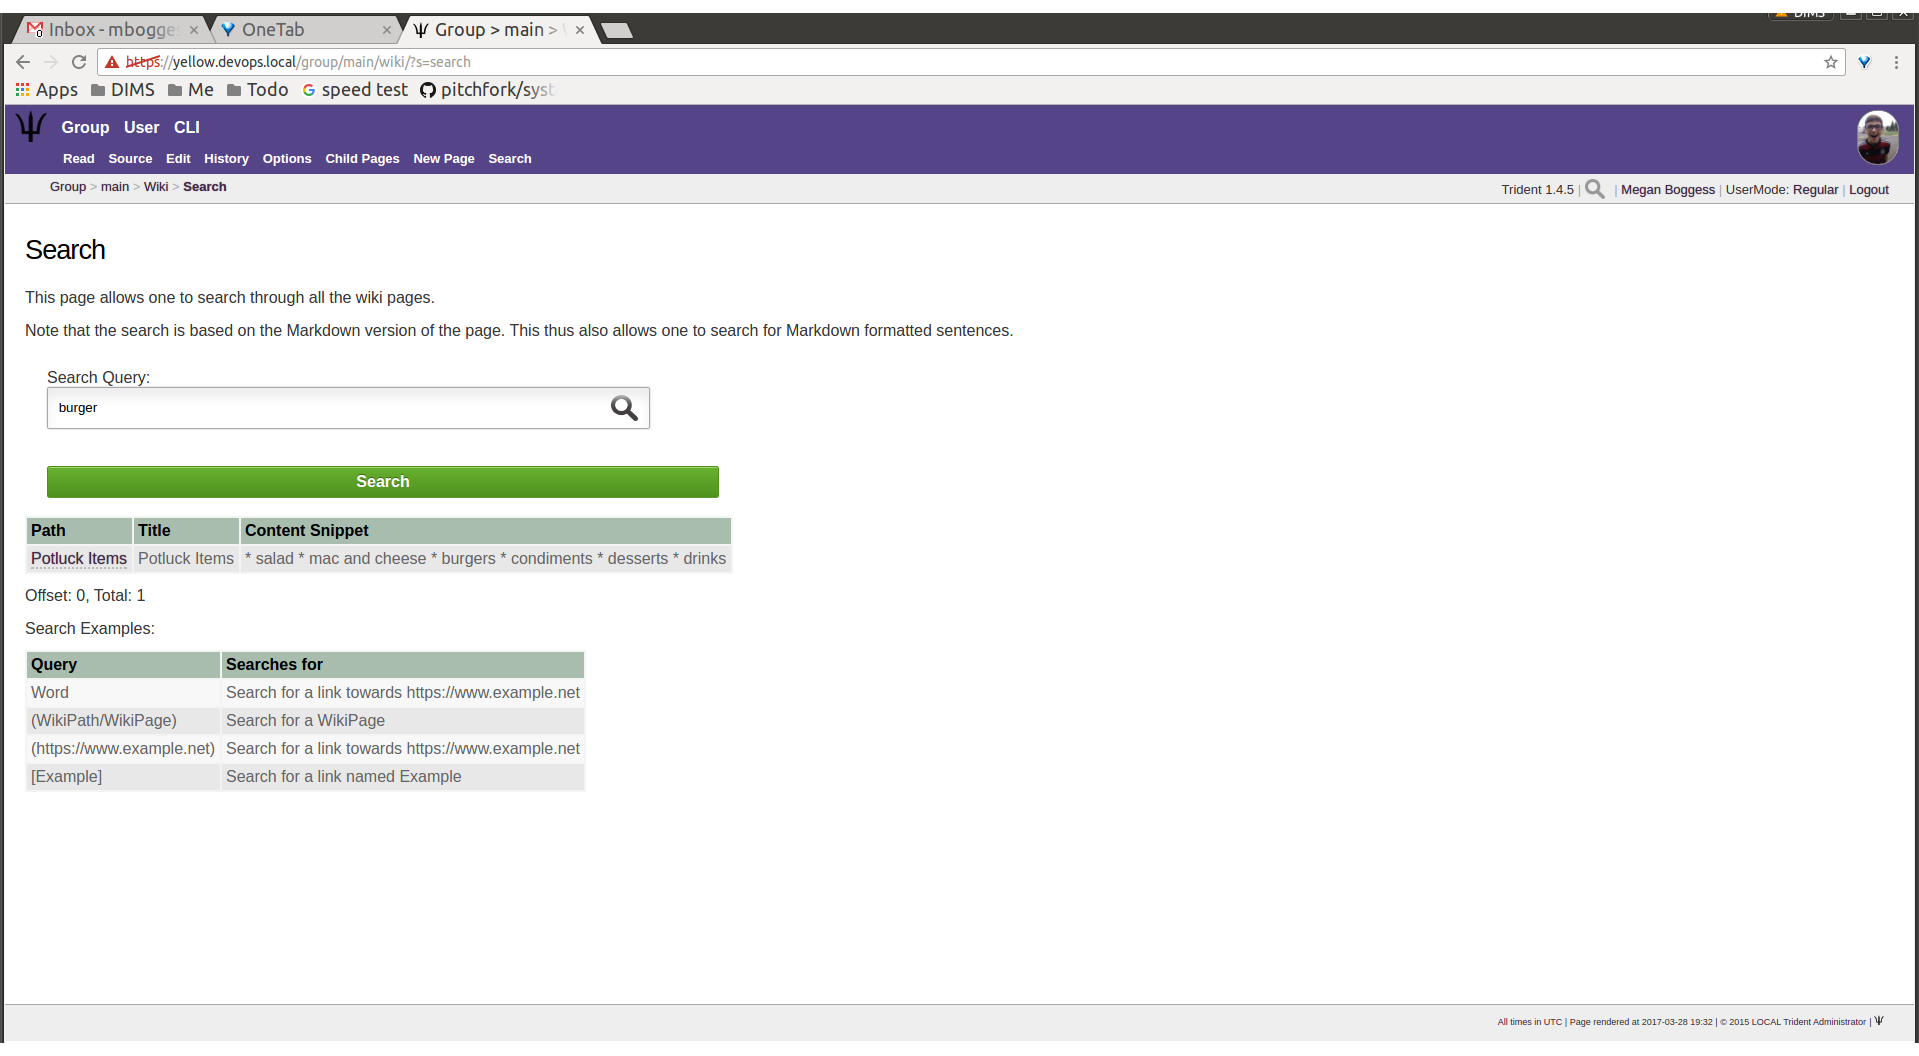 DIMS
Inbox - mbogges
OneTab
Group > main >
https://yellow.devops.local/group/main/wiki/?s=search
Apps DIMS Me Todo speed test pitchfork/syst
Group User CLI
Read Source Edit History Options Child Pages New Page Search
Group > main > Wiki > Search
Trident 1.4.5 | | Megan Boggess | UserMode: Regular | Logout
Search
This page allows one to search through all the wiki pages.
Note that the search is based on the Markdown version of the page. This thus also allows one to search for Markdown formatted sentences.
Search Query:
burger
Search
Path Title Content Snippet
Potluck Items Potluck Items * salad * mac and cheese * burgers * condiments * desserts * drinks
Offset: 0, Total: 1
Search Examples:
Query Searches for
Word Search for a link towards https://www.example.net
(WikiPath/WikiPage) Search for a WikiPage
(https://www.example.net) Search for a link towards https://www.example.net
[Example] Search for a link named Example
All times in UTC | Page rendered at 2017-03-28 19:32 | © 2015 LOCAL Trident Administrator |